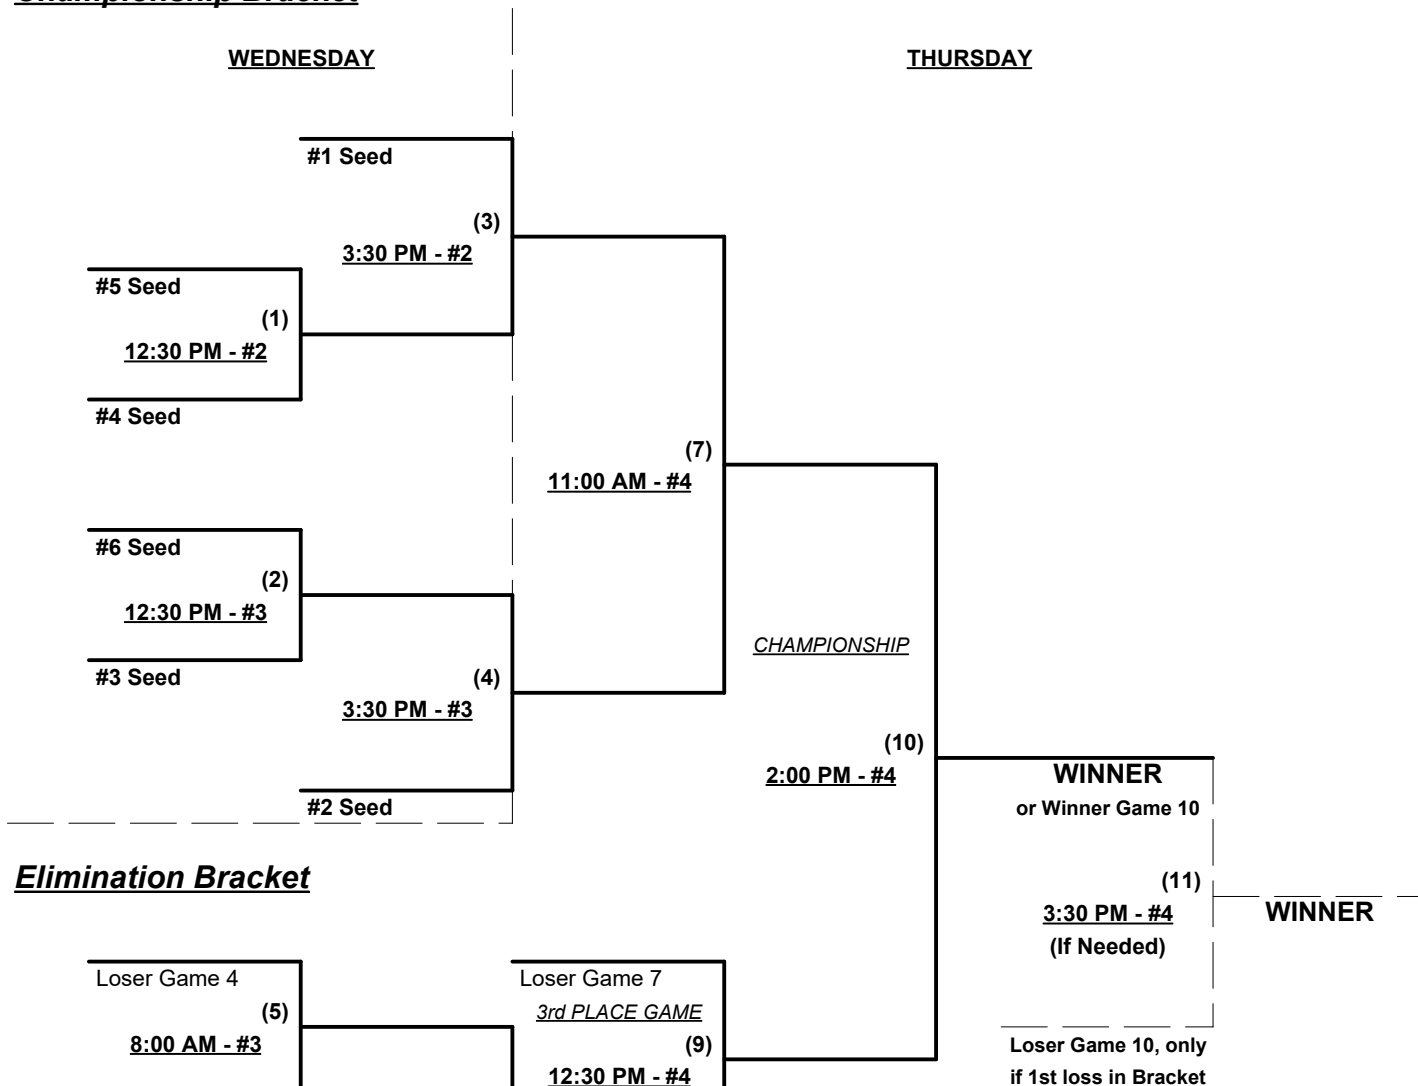 Championship Bracket
WEDNESDAY
THURSDAY
#1 Seed
(3)
3:30 PM - #2
#5 Seed
(1)
12:30 PM - #2
#4 Seed
(7)
11:00 AM - #4
#6 Seed
(2)
12:30 PM - #3
#3 Seed
(4)
3:30 PM - #3
#2 Seed
CHAMPIONSHIP
(10)
2:00 PM - #4
WINNER
or Winner Game 10
(11)
3:30 PM - #4
(If Needed)
WINNER
Elimination Bracket
Loser Game 4
(5)
8:00 AM - #3
Loser Game 7
3rd PLACE GAME
(9)
12:30 PM - #4
Loser Game 10, only
if 1st loss in Bracket